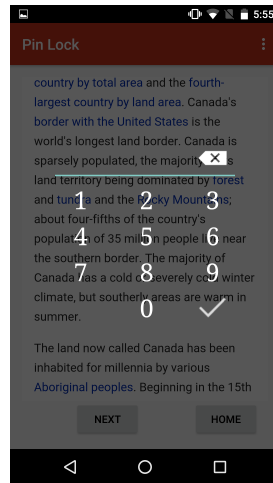 5:55
Pin Lock
country by total area and the fourth-
largest country by land area. Canada's
border with the United States is the
world's longest land border. Canada is
sparsely populated, the majority
land territory being dominated by forest
and tundra and the Rocky Mountains;
about four-fifths of the country's
population of 35 million people live near
the southern border. The majority of
Canada has a cold or severely cold winter
climate, but southerly areas are warm in
summer.
The land now called Canada has been
inhabited for millennia by various
Aboriginal peoples. Beginning in the 15th
1 2 3
4 5 6
7 8 9
0
NEXT HOME